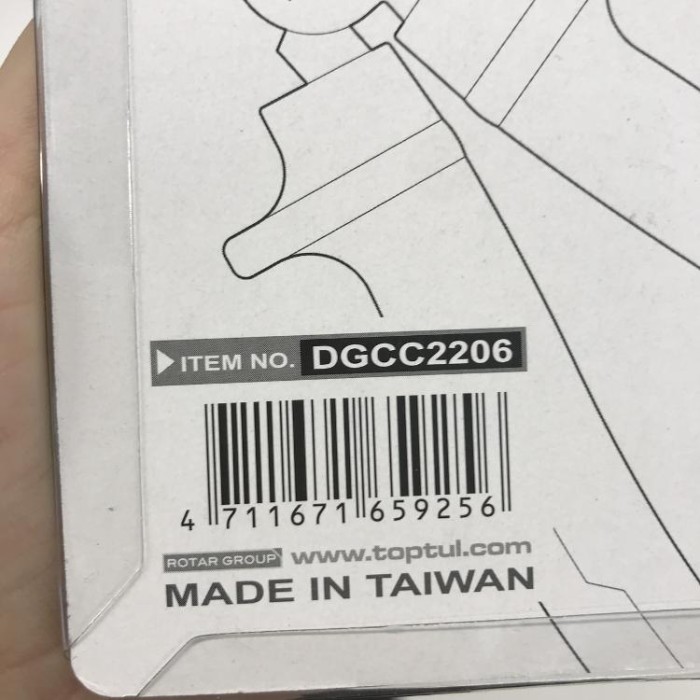 ITEM NO. DGCC2206
4 711671 659256
ROTAR GROUP www.toptul.com
MADE IN TAIWAN